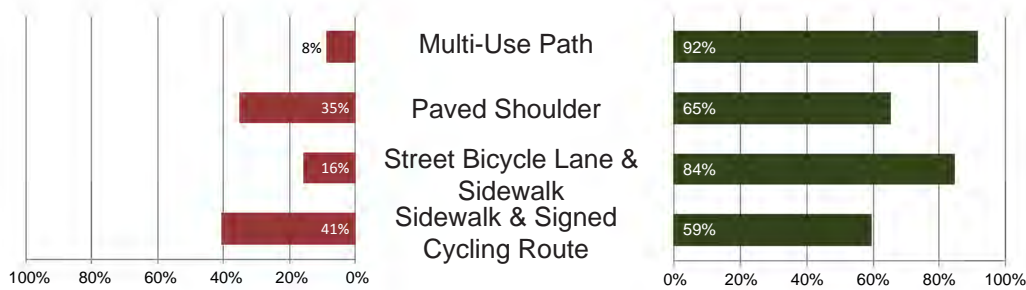 8%
Multi-Use Path
92%
35%
Paved Shoulder
65%
16%
Street Bicycle Lane &
Sidewalk
84%
41%
Sidewalk & Signed
Cycling Route
59%
100% 80% 60% 40% 20% 0%
0% 20% 40% 60% 80% 100%